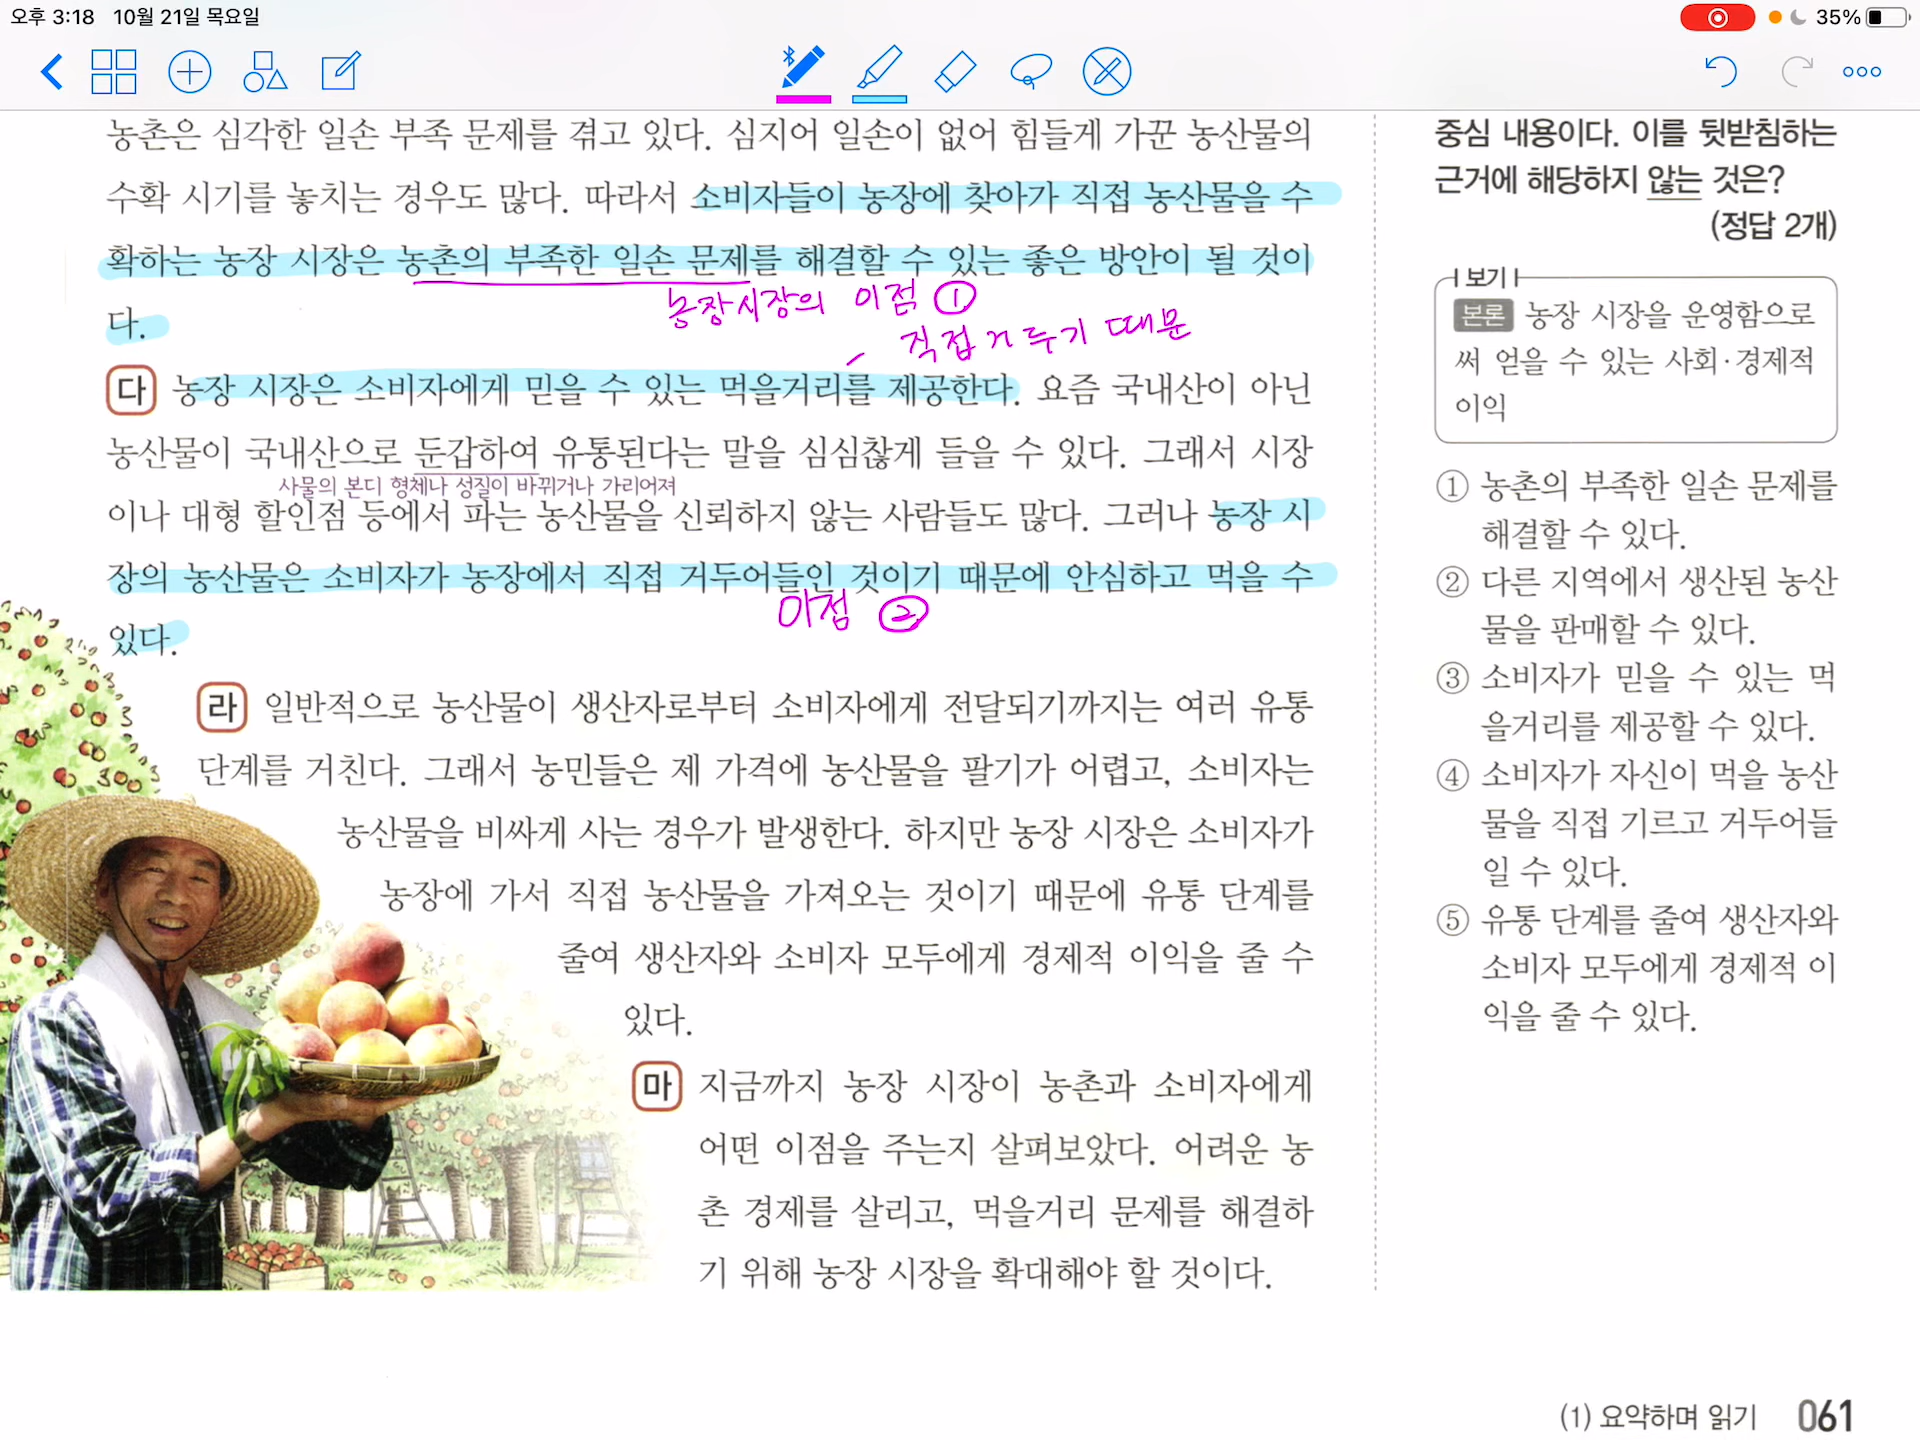 오후 3:18 10월 21일 목요일
35%
농촌은 심각한 일손 부족 문제를 겪고 있다. 심지어 일손이 없어 힘들게 가꾼 농산물의
수확 시기를 놓치는 경우도 많다. 따라서 소비자들이 농장에 찾아가 직접 농산물을 수
확하는 농장 시장은 농촌의 부족한 일손 문제를 해결할 수 있는 좋은 방안이 될 것이
농장시장의 이점 ①
다.
직접 거두기 때문
다 농장 시장은 소비자에게 믿을 수 있는 먹을거리를 제공한다. 요즘 국내산이 아닌
농산물이 국내산으로 둔갑하여 유통된다는 말을 심심찮게 들을 수 있다. 그래서 시장
사물의 본디 형체나 성질이 바뀌거나 가리어져
이나 대형 할인점 등에서 파는 농산물을 신뢰하지 않는 사람들도 많다. 그러나 농장 시
장의 농산물은 소비자가 농장에서 직접 거두어들인 것이기 때문에 안심하고 먹을 수
이점 ②
있다.
라 일반적으로 농산물이 생산자로부터 소비자에게 전달되기까지는 여러 유통
단계를 거친다. 그래서 농민들은 제 가격에 농산물을 팔기가 어렵고, 소비자는
농산물을 비싸게 사는 경우가 발생한다. 하지만 농장 시장은 소비자가
농장에 가서 직접 농산물을 가져오는 것이기 때문에 유통 단계를
줄여 생산자와 소비자 모두에게 경제적 이익을 줄 수
있다.
마 지금까지 농장 시장이 농촌과 소비자에게
어떤 이점을 주는지 살펴보았다. 어려운 농
촌 경제를 살리고, 먹을거리 문제를 해결하
기 위해 농장 시장을 확대해야 할 것이다.
중심 내용이다. 이를 뒷받침하는
근거에 해당하지 않는 것은?
(정답 2개)
보기
본론 농장 시장을 운영함으로
써 얻을 수 있는 사회·경제적
이익
① 농촌의 부족한 일손 문제를
해결할 수 있다.
② 다른 지역에서 생산된 농산
물을 판매할 수 있다.
③ 소비자가 믿을 수 있는 먹
을거리를 제공할 수 있다.
④ 소비자가 자신이 먹을 농산
물을 직접 기르고 거두어들
일 수 있다.
⑤ 유통 단계를 줄여 생산자와
소비자 모두에게 경제적 이
익을 줄 수 있다.
(1) 요약하며 읽기 061